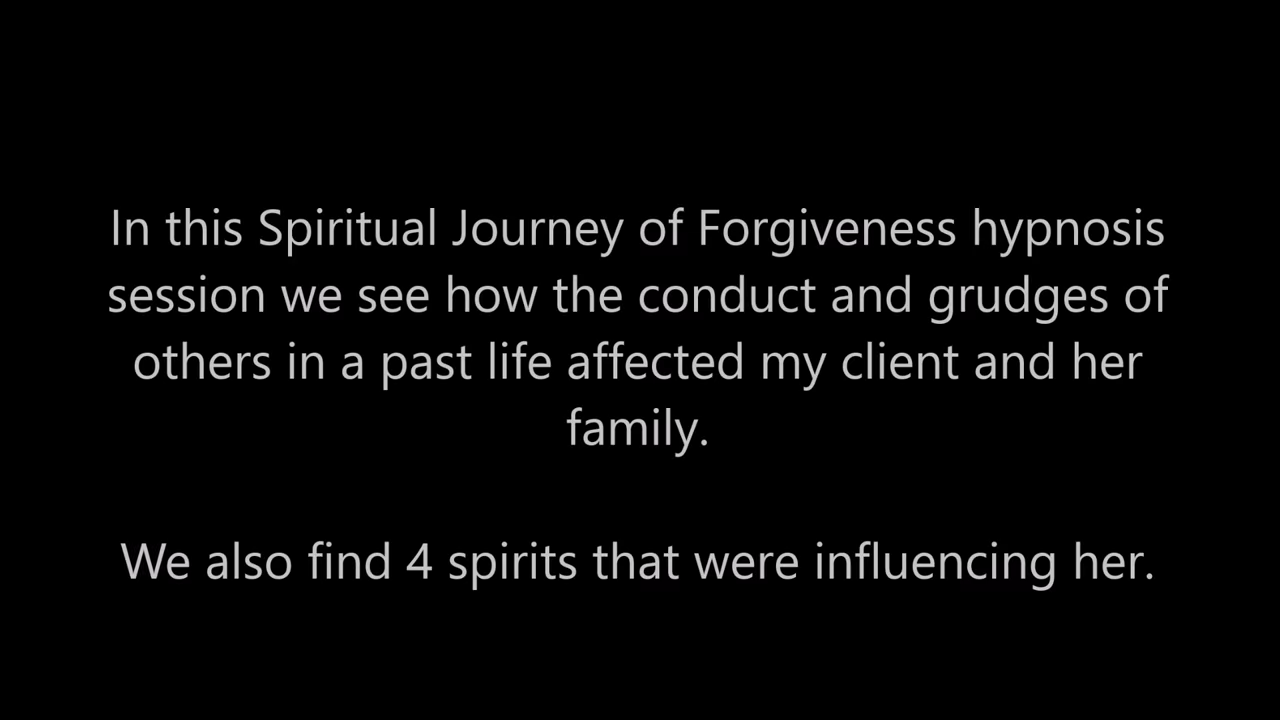 In this Spiritual Journey of Forgiveness hypnosis
session we see how the conduct and grudges of
others in a past life affected my client and her
family.
We also find 4 spirits that were influencing her.